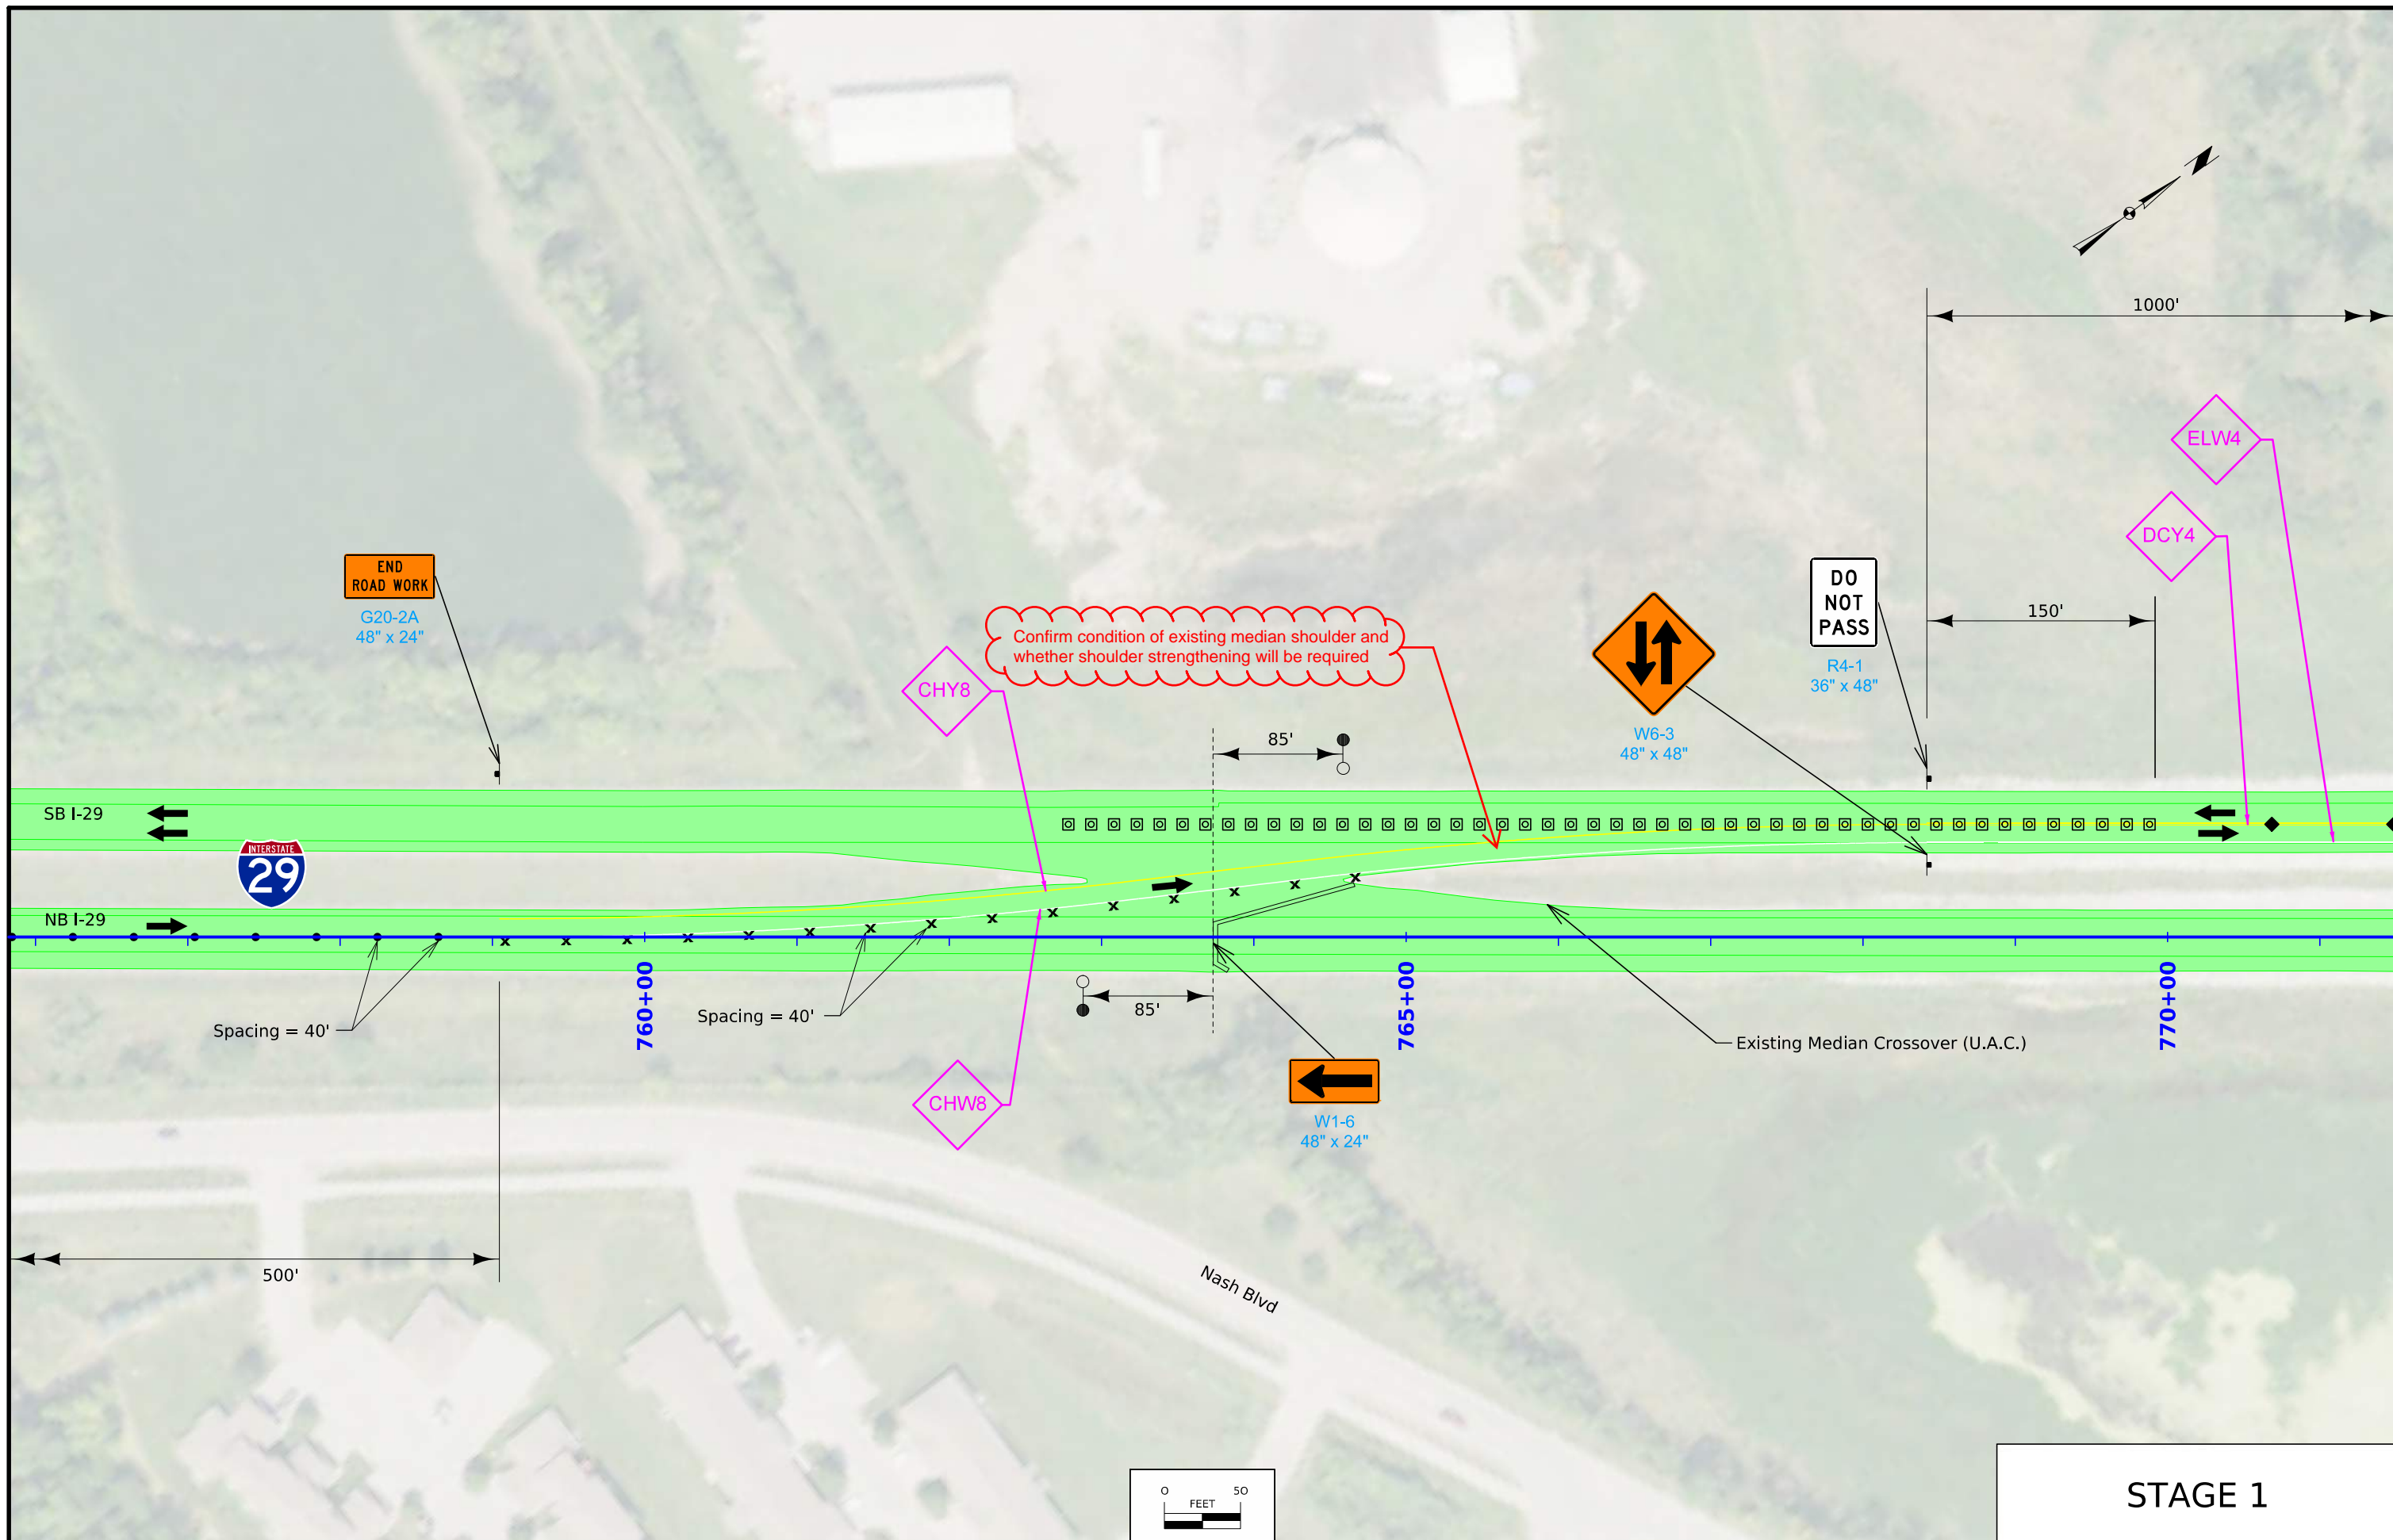 1000'
ELW4
DCY4
END
ROAD WORK
G20-2A
48" x 24"
DO
NOT
PASS
R4-1
36" x 48"
150'
Confirm condition of existing median shoulder and
whether shoulder strengthening will be required
CHY8
W6-3
48" x 48"
85'
SB I-29
INTERSTATE
29
NB I-29
760+00
765+00
770+00
Spacing = 40'
Spacing = 40'
85'
Existing Median Crossover (U.A.C.)
CHW8
W1-6
48" x 24"
500'
Nash Blvd
0 50
FEET
STAGE 1